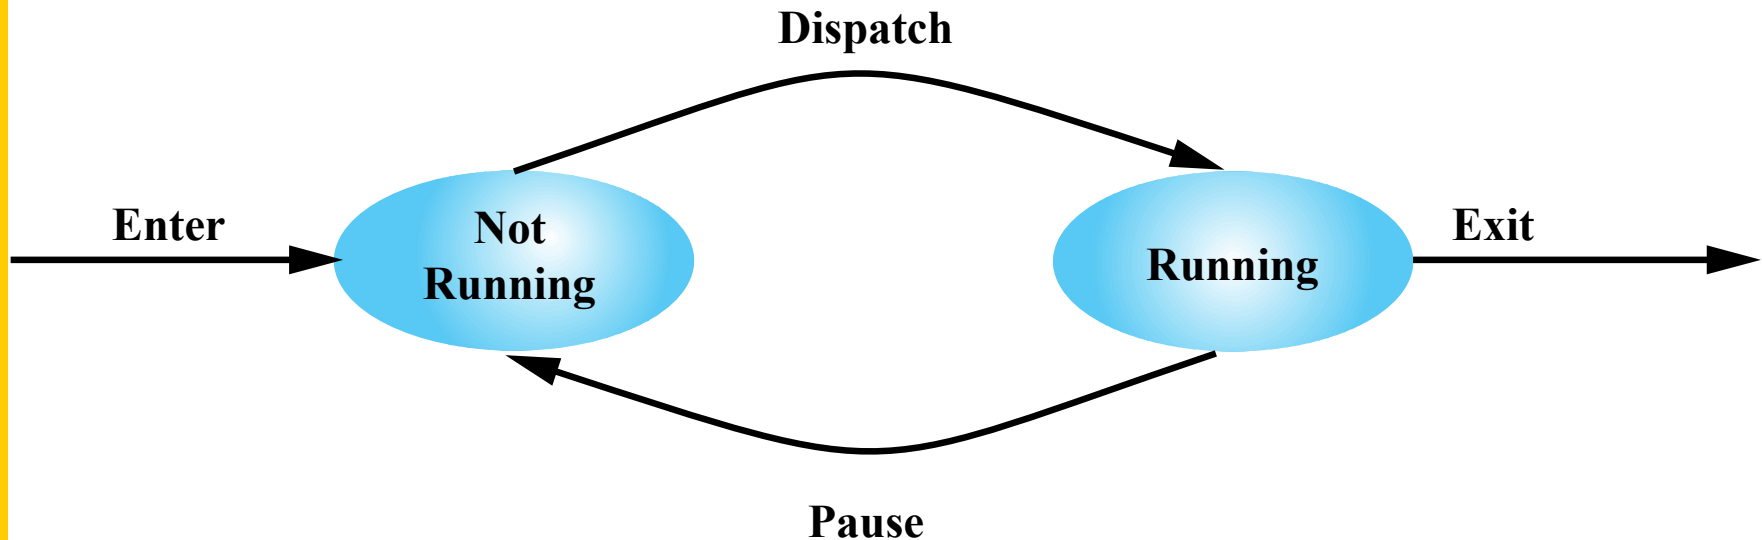 Dispatch
Enter
Not
Running
Running
Exit
Pause